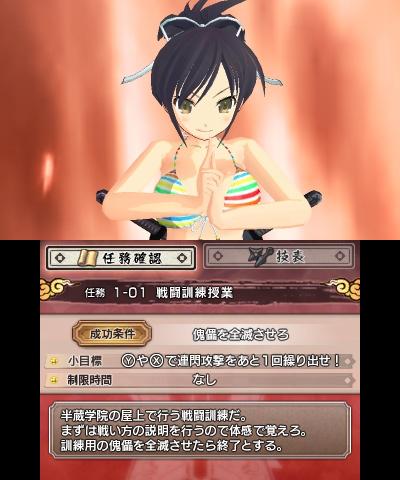 任務確認
技表
任務 1-01 戦闘訓練授業
成功条件 傀儡を全滅させろ
小目標 ⓎやⓍで連閃攻撃をあと1回繰り出せ！
制限時間 なし
半蔵学院の屋上で行う戦闘訓練だ。
まずは戦い方の説明を行うので体感で覚えろ。
訓練用の傀儡を全滅させたら終了とする。